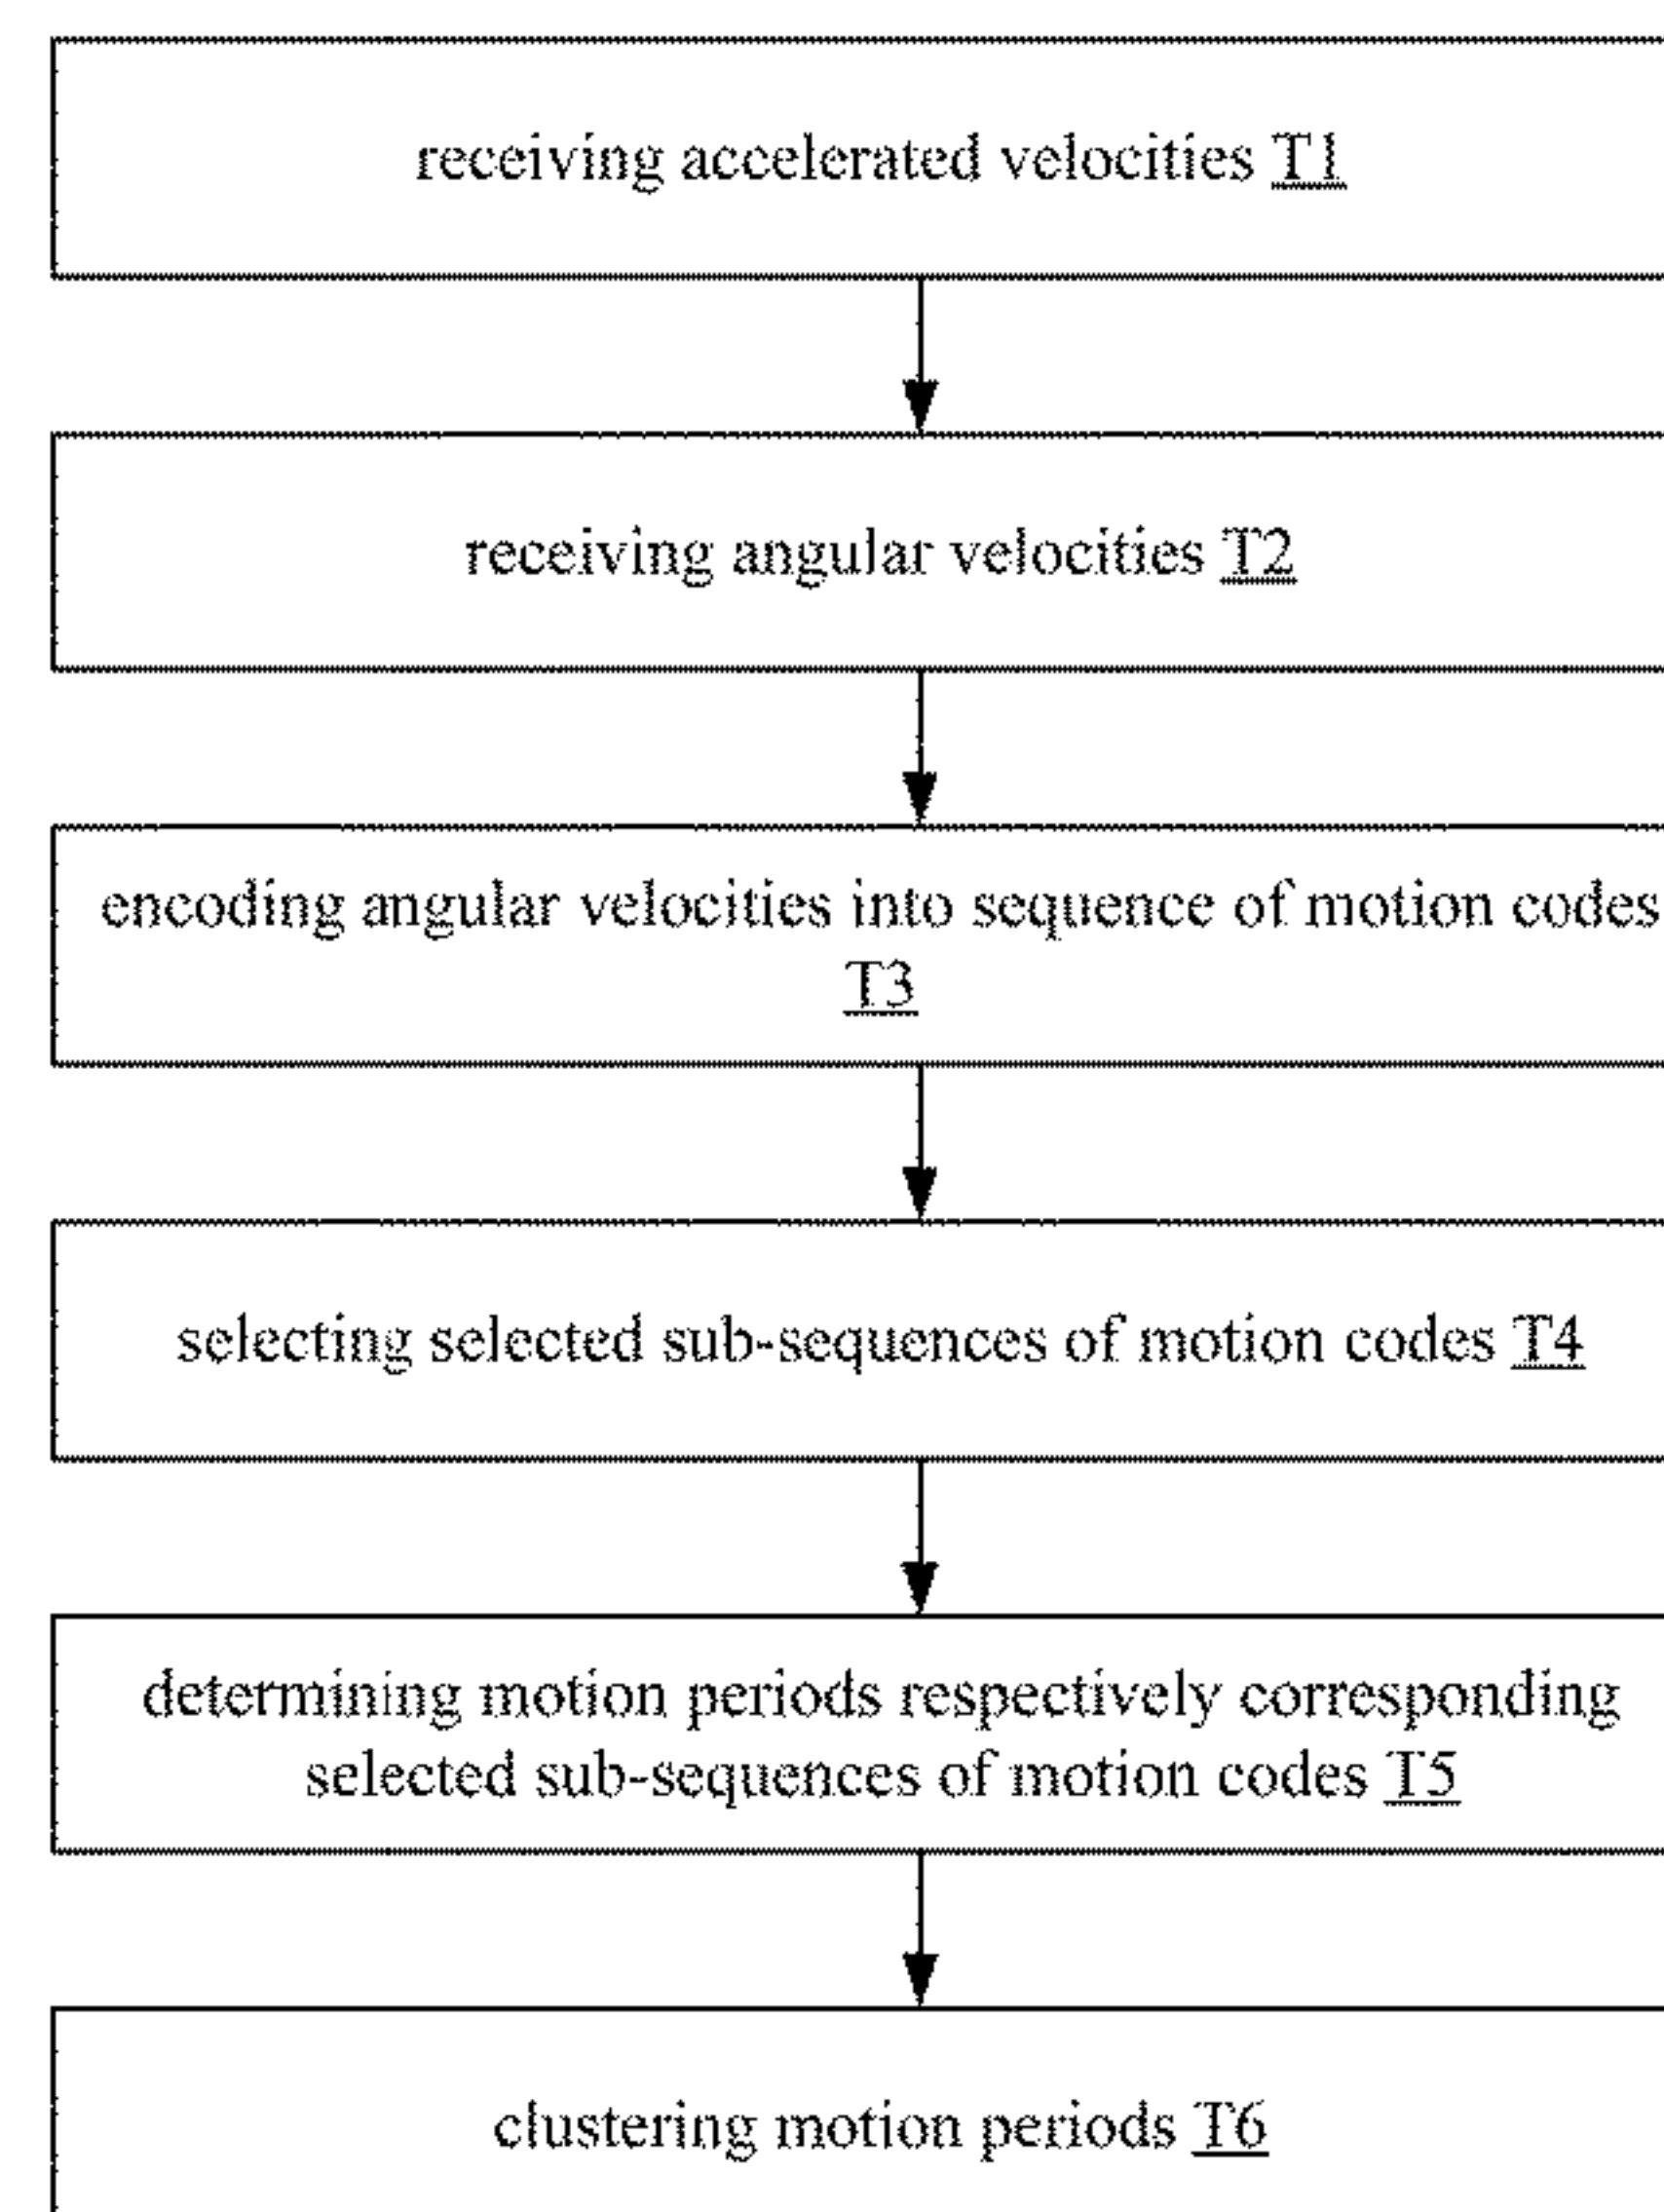 receiving accelerated velocities T1
receiving angular velocities T2
encoding angular velocities into sequence of motion codes
T3
selecting selected sub-sequences of motion codes T4
determining motion periods respectively corresponding
selected sub-sequences of motion codes T5
clustering motion periods T6